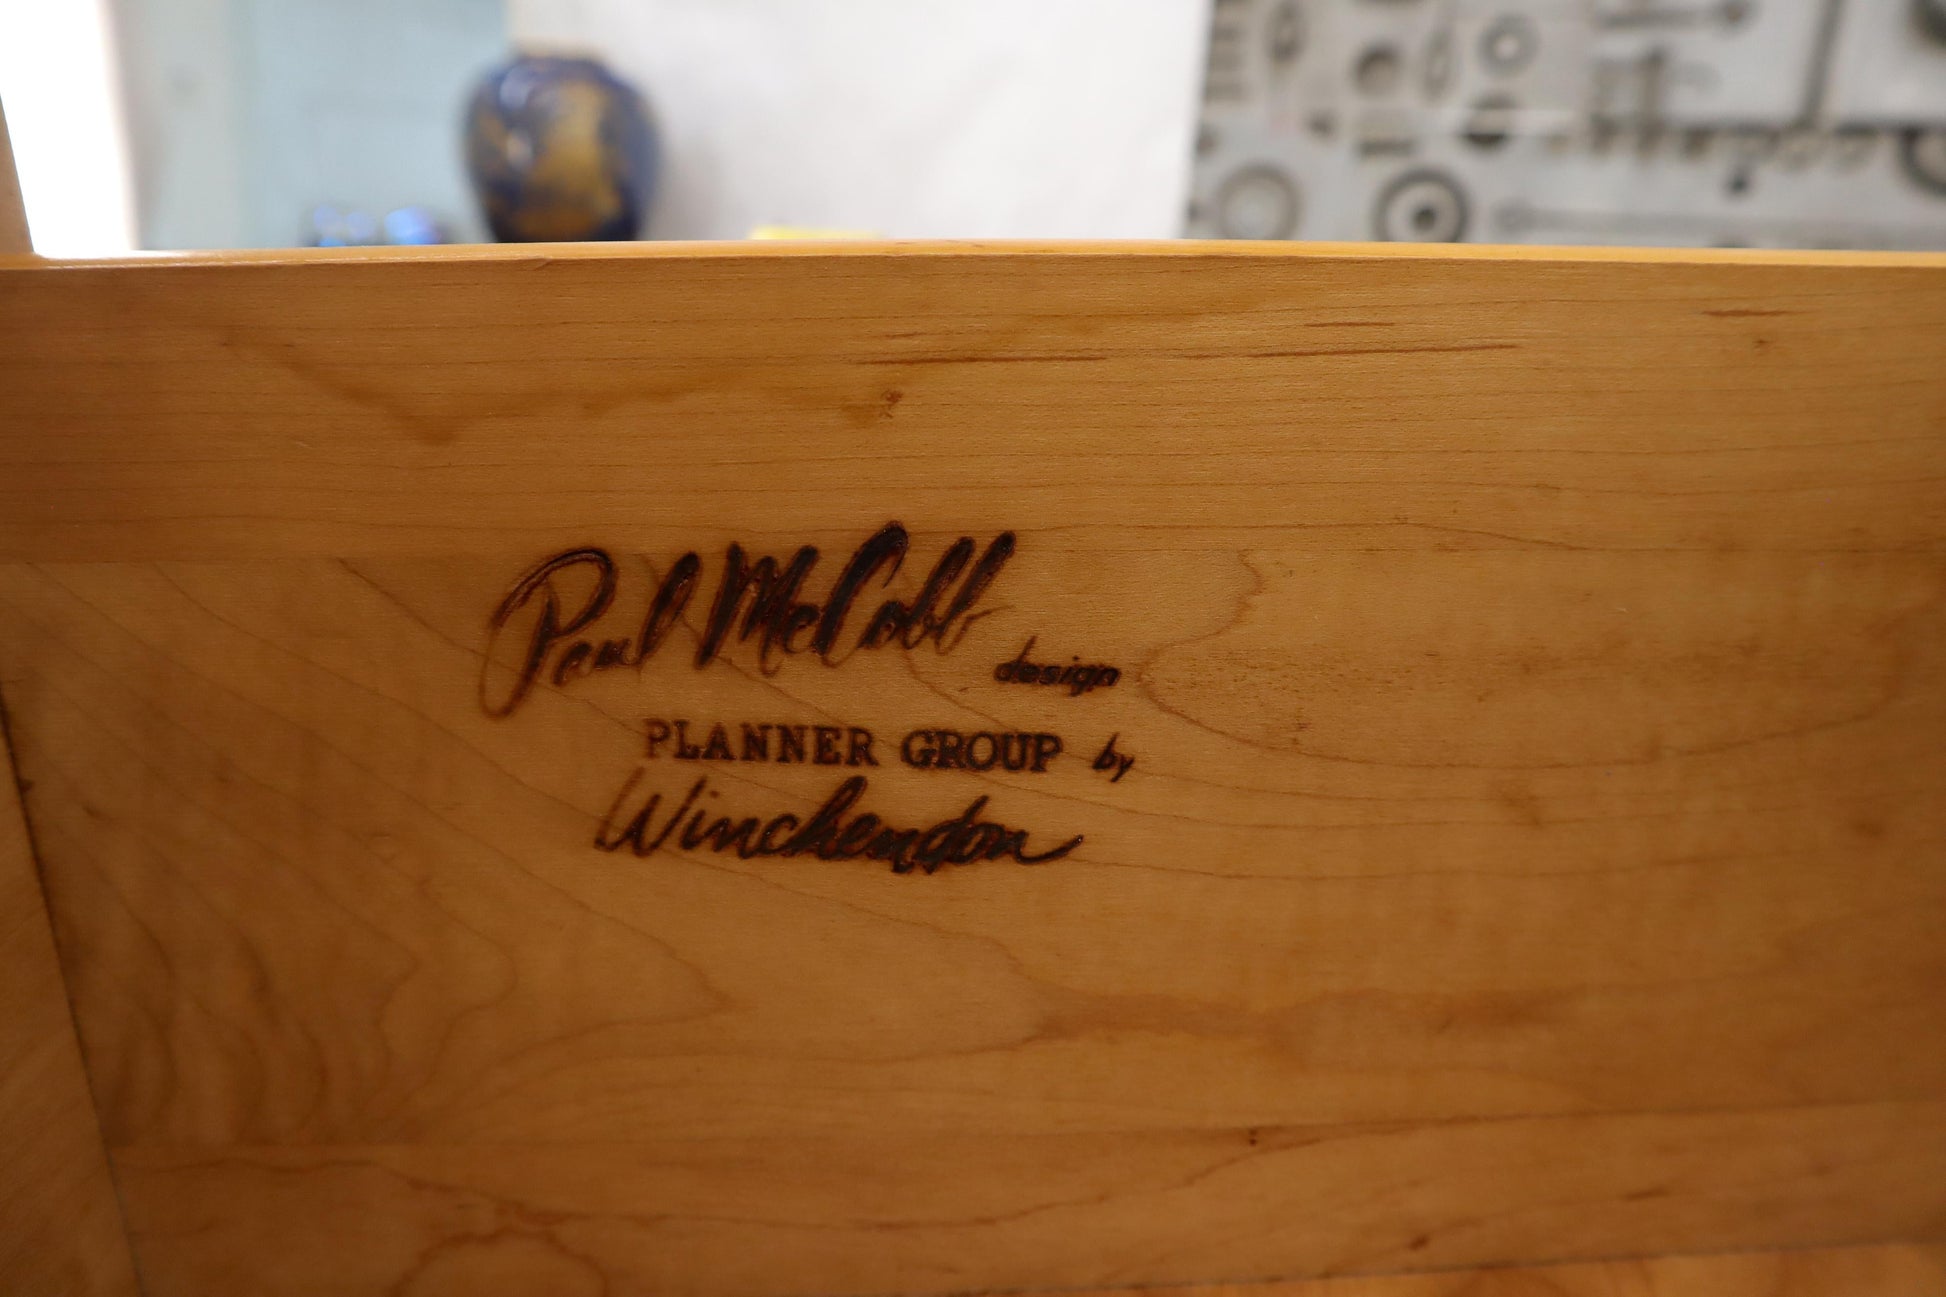 Paul McCobb design
PLANNER GROUP by
Winchendon